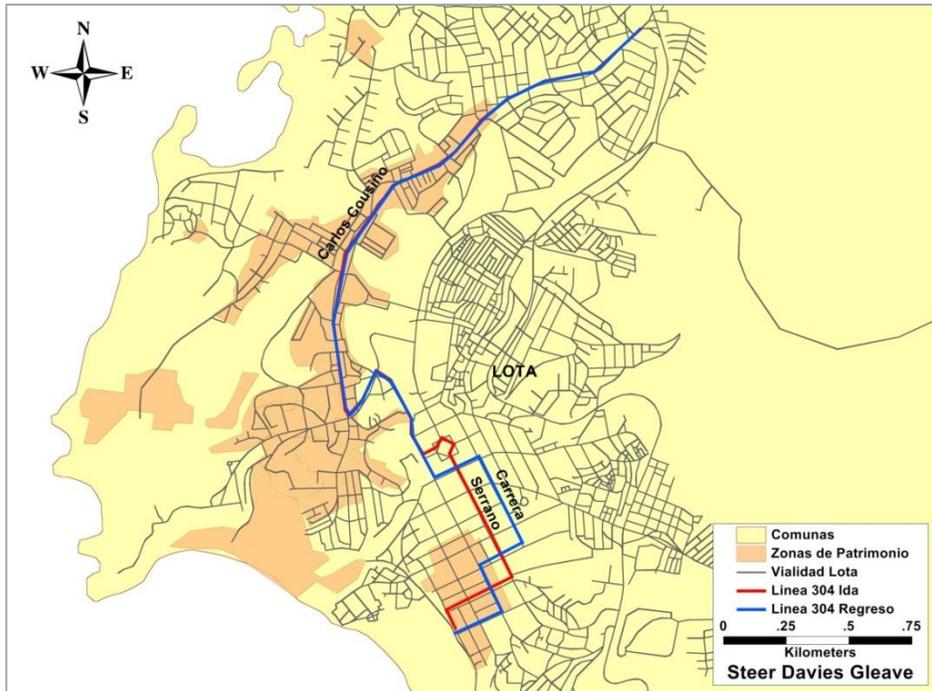 N
W E
S
Carlos Cousiño
LOTA
Carrera
Serrano
Comunas
Zonas de Patrimonio
Vialidad Lota
Linea 304 Ida
Linea 304 Regreso
0 .25 .5 .75
Kilometers
Steer Davies Gleave